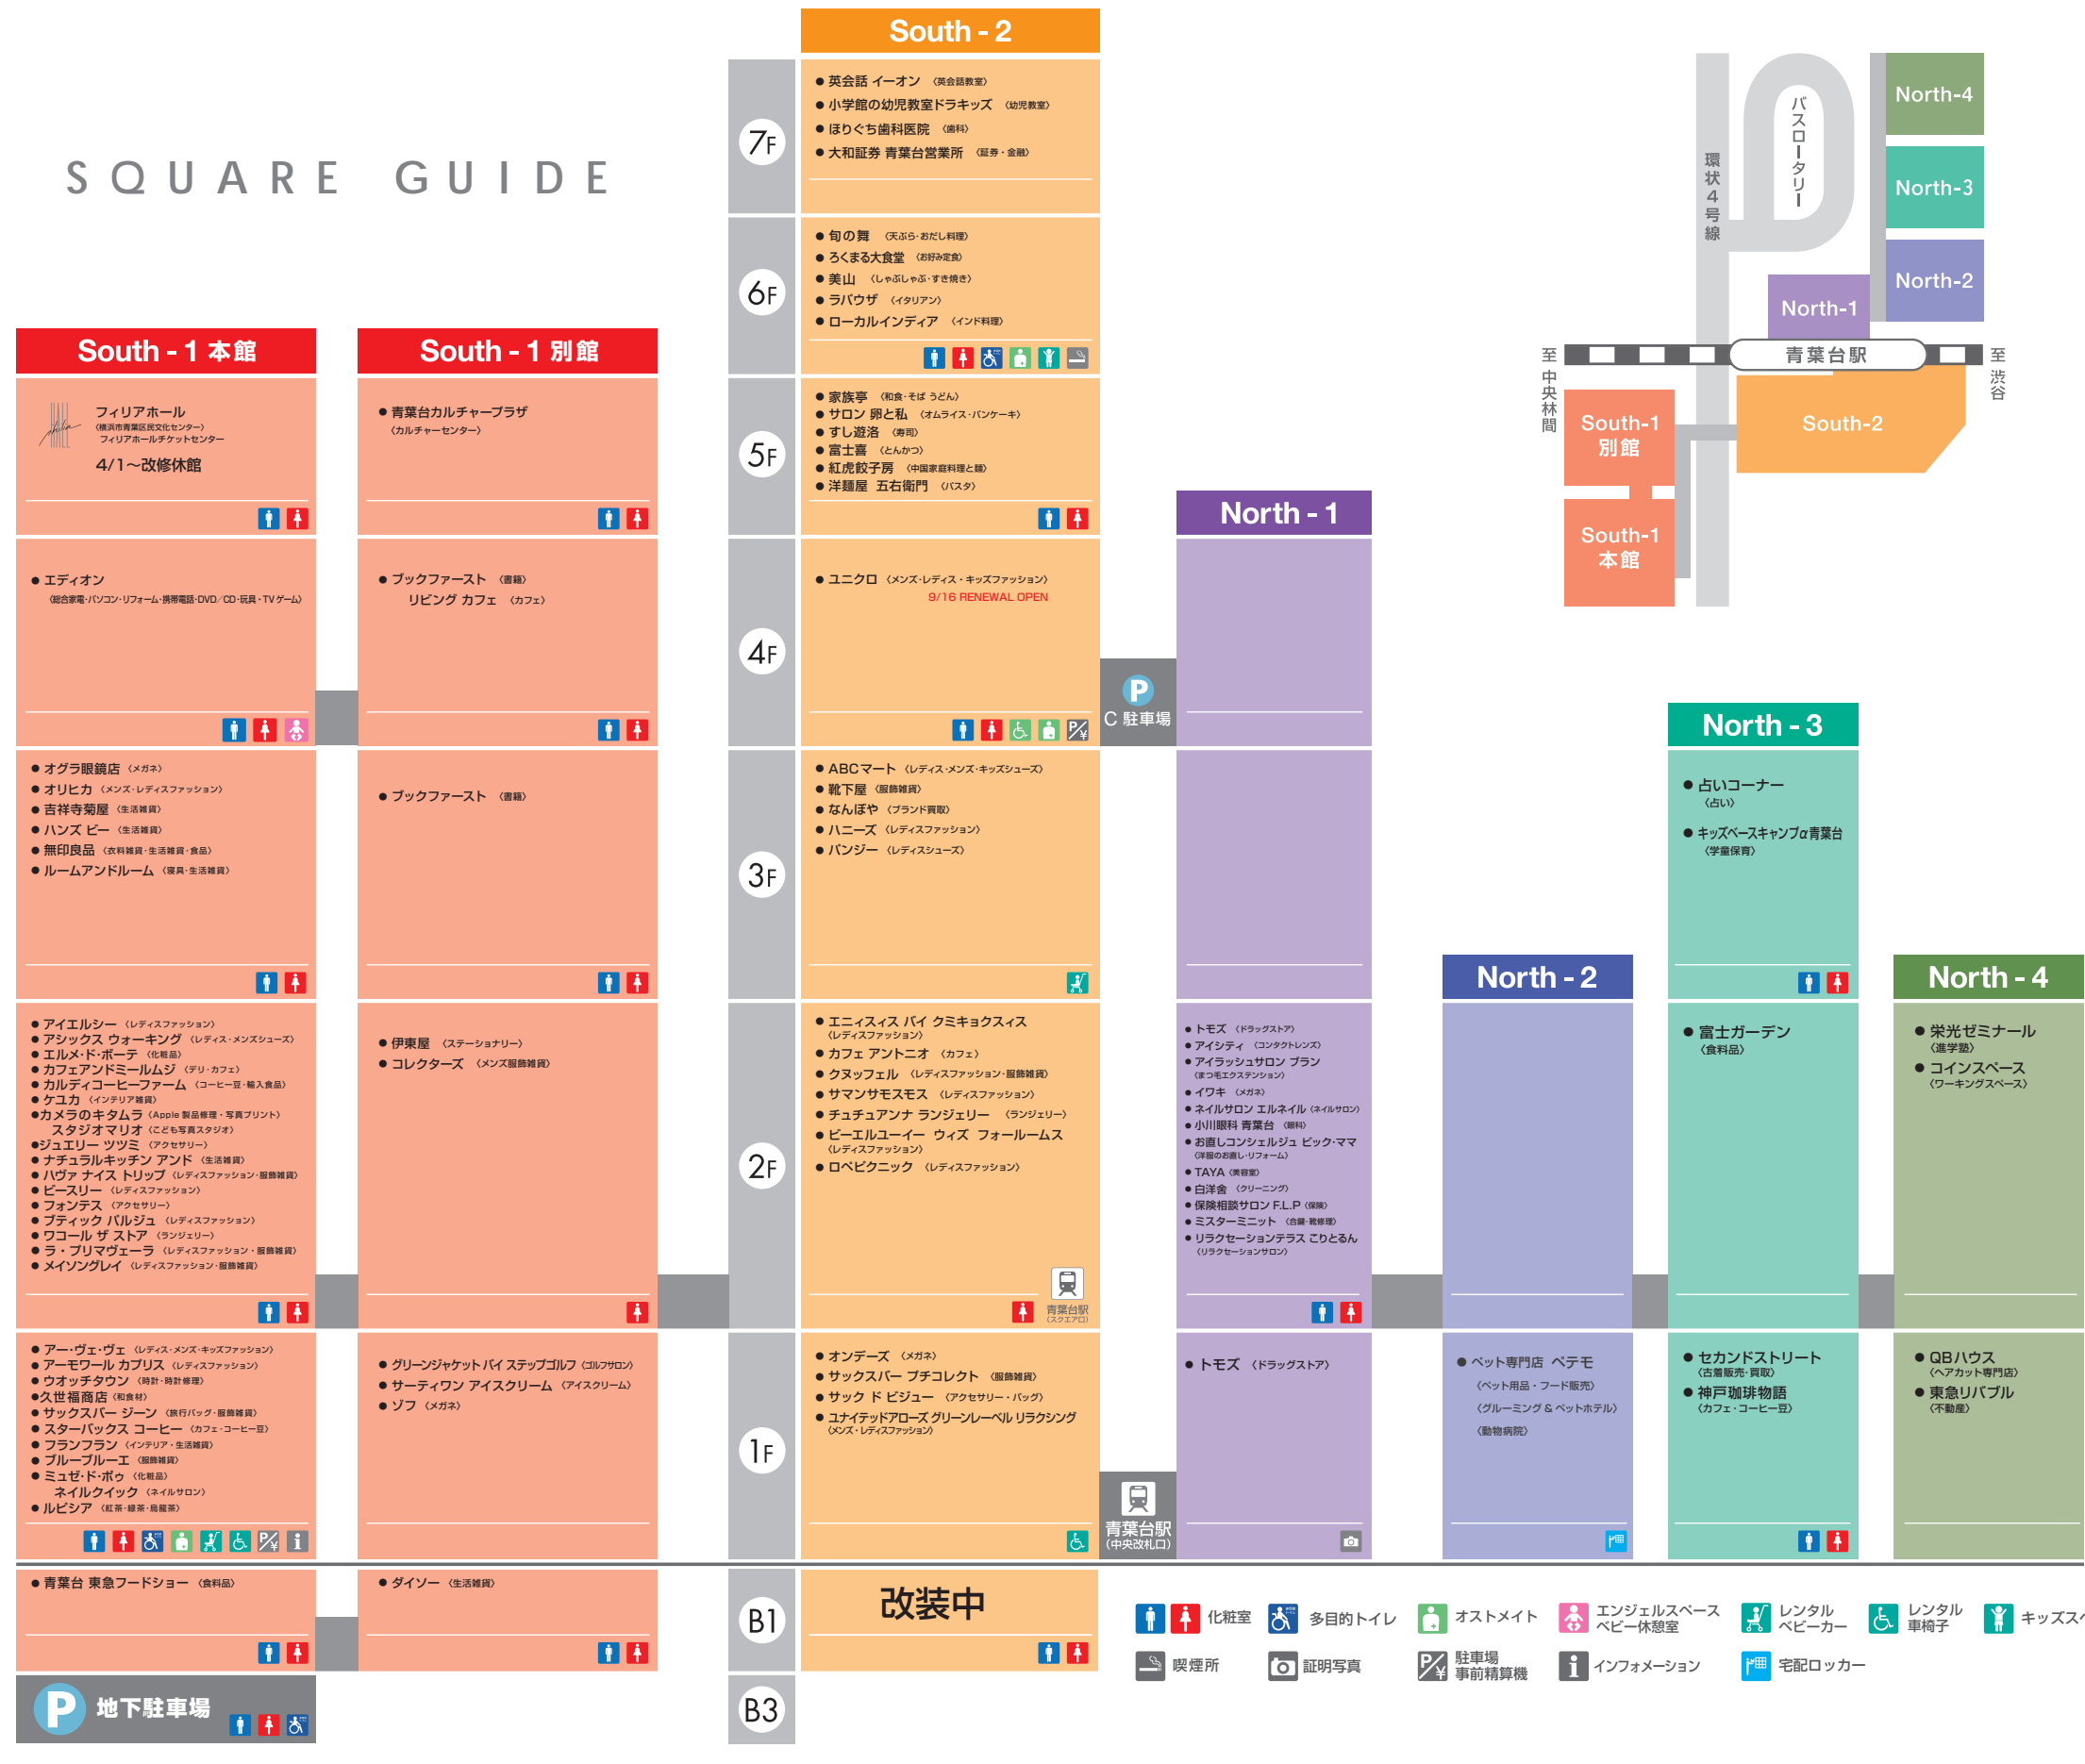 SQUARE GUIDE
South - 2
7F
● 英会話 イーオン 〈英会話教室〉
● 小学館の幼児教室ドラキッズ 〈幼児教室〉
● ほりぐち歯科医院 〈歯科〉
● 大和証券 青葉台営業所 〈証券・金融〉
6F
● 旬の舞 〈天ぷら・おだし料理〉
● ろくまる大食堂 〈お好み定食〉
● 美山 〈しゃぶしゃぶ・すき焼き〉
● ラパウザ 〈イタリアン〉
● ローカルインディア 〈インド料理〉
5F
● 家族亭 〈和食・そば うどん〉
● サロン 卵と私 〈オムライス・パンケーキ〉
● すし遊洛 〈寿司〉
● 富士喜 〈とんかつ〉
● 紅虎餃子房 〈中国家庭料理と麺〉
● 洋麺屋 五右衛門 〈パスタ〉
4F
● ユニクロ 〈メンズ・レディス・キッズファッション〉
9/16 RENEWAL OPEN
P
C 駐車場
3F
● ABCマート 〈レディス・メンズ・キッズシューズ〉
● 靴下屋 〈服飾雑貨〉
● なんぼや 〈ブランド買取〉
● ハニーズ 〈レディスファッション〉
● パンジー 〈レディスシューズ〉
2F
● エニィスィス バイ クミキョクスィス
〈レディスファッション〉
● カフェ アントニオ 〈カフェ〉
● クヌッフェル 〈レディスファッション・服飾雑貨〉
● サマンサモスモス 〈レディスファッション〉
● チュチュアンナ ランジェリー 〈ランジェリー〉
● ビーエルユーイー ウィズ フォールームス
〈レディスファッション〉
● ロペピクニック 〈レディスファッション〉
青葉台駅
(スクエア口)
1F
● オンデーズ 〈メガネ〉
● サックスバー プチコレクト 〈服飾雑貨〉
● サック ド ビジュー 〈アクセサリー・バッグ〉
● ユナイテッドアローズ グリーンレーベル リラクシング
〈メンズ・レディスファッション〉
青葉台駅
(中央改札口)
B1
改装中
B3
South - 1 本館
フィリアホール
〈横浜市青葉区民文化センター〉
フィリアホールチケットセンター
4/1～改修休館
● エディオン
〈総合家電・パソコン・リフォーム・携帯電話・DVD／CD・玩具・TVゲーム〉
● オグラ眼鏡店 〈メガネ〉
● オリヒカ 〈メンズ・レディスファッション〉
● 吉祥寺菊屋 〈生活雑貨〉
● ハンズ ビー 〈生活雑貨〉
● 無印良品 〈衣料雑貨・生活雑貨・食品〉
● ルームアンドルーム 〈寝具・生活雑貨〉
● アイエルシー 〈レディスファッション〉
● アシックス ウォーキング 〈レディス・メンズシューズ〉
● エルメ・ド・ボーテ 〈化粧品〉
● カフェアンドミールムジ 〈デリ・カフェ〉
● カルディコーヒーファーム 〈コーヒー豆・輸入食品〉
● ケユカ 〈インテリア雑貨〉
●カメラのキタムラ〈Apple 製品修理・写真プリント〉
スタジオマリオ〈こども写真スタジオ〉
●ジュエリー ツツミ 〈アクセサリー〉
● ナチュラルキッチン アンド 〈生活雑貨〉
● ハヴァ ナイス トリップ 〈レディスファッション・服飾雑貨〉
● ビースリー 〈レディスファッション〉
● フォンテス 〈アクセサリー〉
● ブティック バルジュ 〈レディスファッション〉
● ワコール ザ ストア 〈ランジェリー〉
● ラ・プリマヴェーラ 〈レディスファッション・服飾雑貨〉
● メイソングレイ 〈レディスファッション・服飾雑貨〉
● アー・ヴェ・ヴェ 〈レディス・メンズ・キッズファッション〉
● アーモワール カプリス 〈レディスファッション〉
● ウオッチタウン 〈時計・時計修理〉
●久世福商店〈和食材〉
● サックスバー ジーン 〈旅行バッグ・服飾雑貨〉
● スターバックス コーヒー 〈カフェ・コーヒー豆〉
● フランフラン 〈インテリア・生活雑貨〉
● ブルーブルーエ 〈服飾雑貨〉
● ミュゼ・ド・ポゥ 〈化粧品〉
ネイルクイック 〈ネイルサロン〉
● ルピシア 〈紅茶・緑茶・烏龍茶〉
P/¥
i
● 青葉台 東急フードショー 〈食料品〉
P 地下駐車場
South - 1 別館
● 青葉台カルチャープラザ
〈カルチャーセンター〉
● ブックファースト 〈書籍〉
リビング カフェ 〈カフェ〉
● ブックファースト 〈書籍〉
● 伊東屋 〈ステーショナリー〉
● コレクターズ 〈メンズ服飾雑貨〉
● グリーンジャケット バイ ステップゴルフ 〈ゴルフサロン〉
● サーティワン アイスクリーム 〈アイスクリーム〉
● ゾフ 〈メガネ〉
● ダイソー 〈生活雑貨〉
North - 1
● トモズ 〈ドラッグストア〉
● アイシティ 〈コンタクトレンズ〉
● アイラッシュサロン ブラン
〈まつ毛エクステンション〉
● イワキ 〈メガネ〉
● ネイルサロン エルネイル〈ネイルサロン〉
● 小川眼科 青葉台 〈眼科〉
● お直しコンシェルジュ ビック・ママ
〈洋服のお直し・リフォーム〉
● TAYA〈美容室〉
● 白洋舍 〈クリーニング〉
● 保険相談サロン F.L.P〈保険〉
● ミスターミニット 〈合鍵・靴修理〉
● リラクセーションテラス こりとるん
〈リラクセーションサロン〉
● トモズ 〈ドラッグストア〉
North - 2
● ペット専門店 ペテモ
〈ペット用品・フード販売〉
〈グルーミング & ペットホテル〉
〈動物病院〉
North - 3
● 占いコーナー
〈占い〉
● キッズベースキャンプα青葉台
〈学童保育〉
● 富士ガーデン
〈食料品〉
● セカンドストリート
〈古着販売・買取〉
● 神戸珈琲物語
〈カフェ・コーヒー豆〉
North - 4
● 栄光ゼミナール
〈進学塾〉
● コインスペース
〈ワーキングスペース〉
● QBハウス
〈ヘアカット専門店〉
● 東急リバブル
〈不動産〉
環状4号線
バスロータリー
North-4
North-3
North-2
North-1
至 中央林間
青葉台駅
至 渋谷
South-1
別館
South-2
South-1
本館
化粧室
多目的トイレ
オストメイト
エンジェルスペース
ベビー休憩室
レンタル
ベビーカー
レンタル
車椅子
キッズスペ
喫煙所
証明写真
P/¥
駐車場
事前精算機
i
インフォメーション
宅配ロッカー